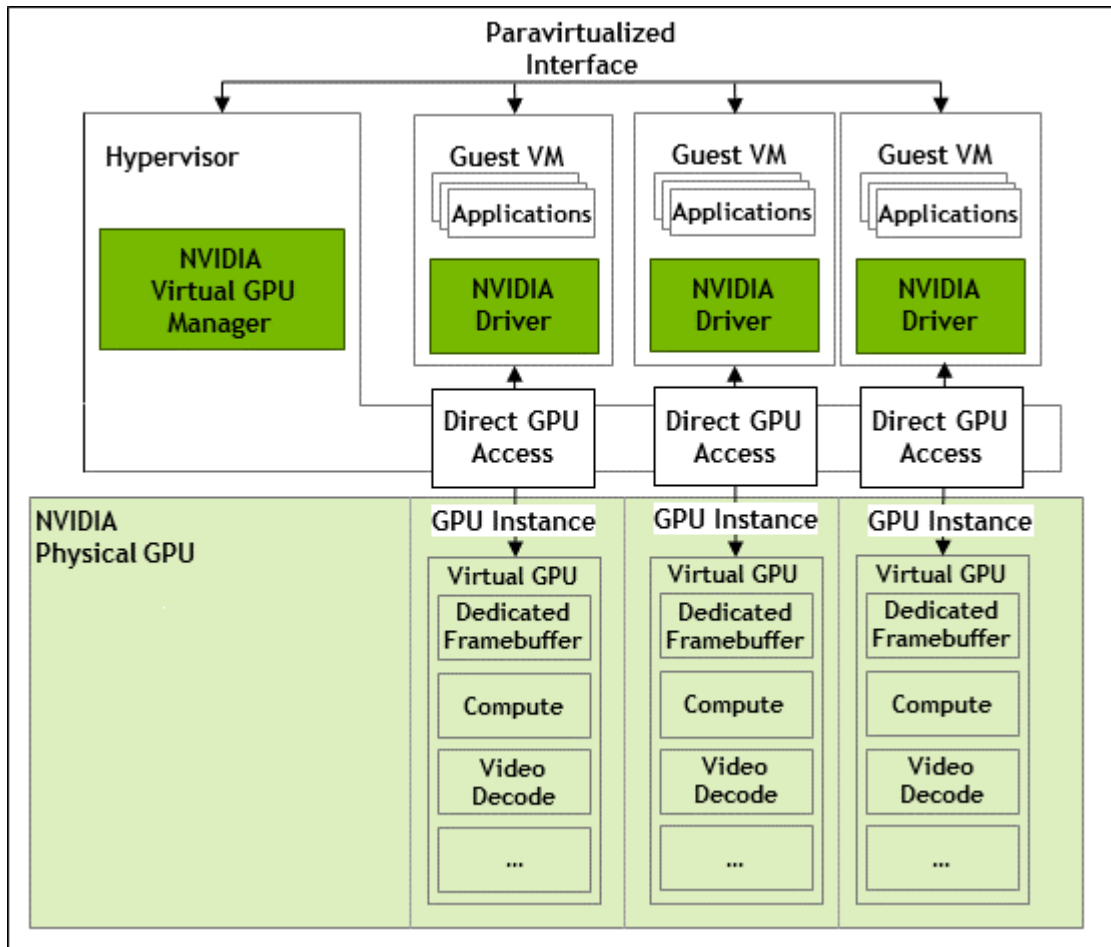 Paravirtualized
Interface
Hypervisor
NVIDIA
Virtual GPU
Manager
Guest VM
Applications
NVIDIA
Driver
Guest VM
Applications
NVIDIA
Driver
Guest VM
Applications
NVIDIA
Driver
Direct GPU
Access
Direct GPU
Access
Direct GPU
Access
NVIDIA
Physical GPU
GPU Instance
Virtual GPU
Dedicated
Framebuffer
Compute
Video
Decode
...
GPU Instance
Virtual GPU
Dedicated
Framebuffer
Compute
Video
Decode
...
GPU Instance
Virtual GPU
Dedicated
Framebuffer
Compute
Video
Decode
...